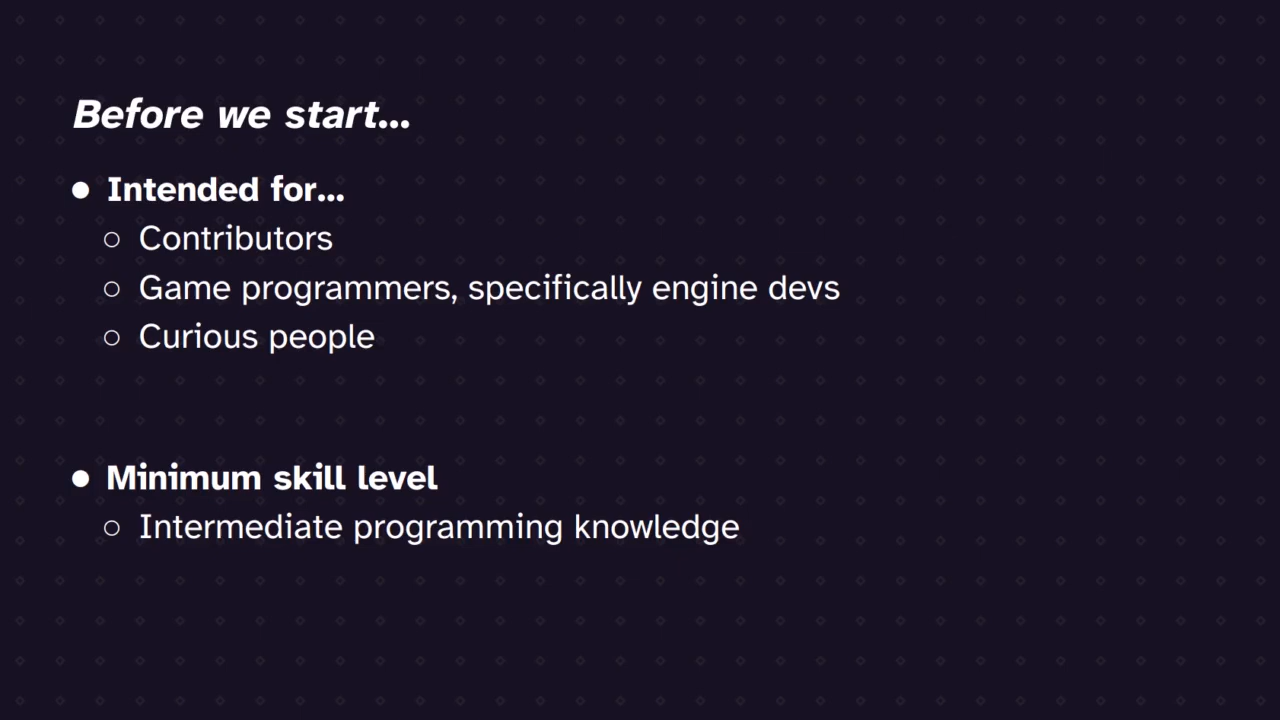 Before we start...
● Intended for...
○ Contributors
○ Game programmers, specifically engine devs
○ Curious people
● Minimum skill level
○ Intermediate programming knowledge